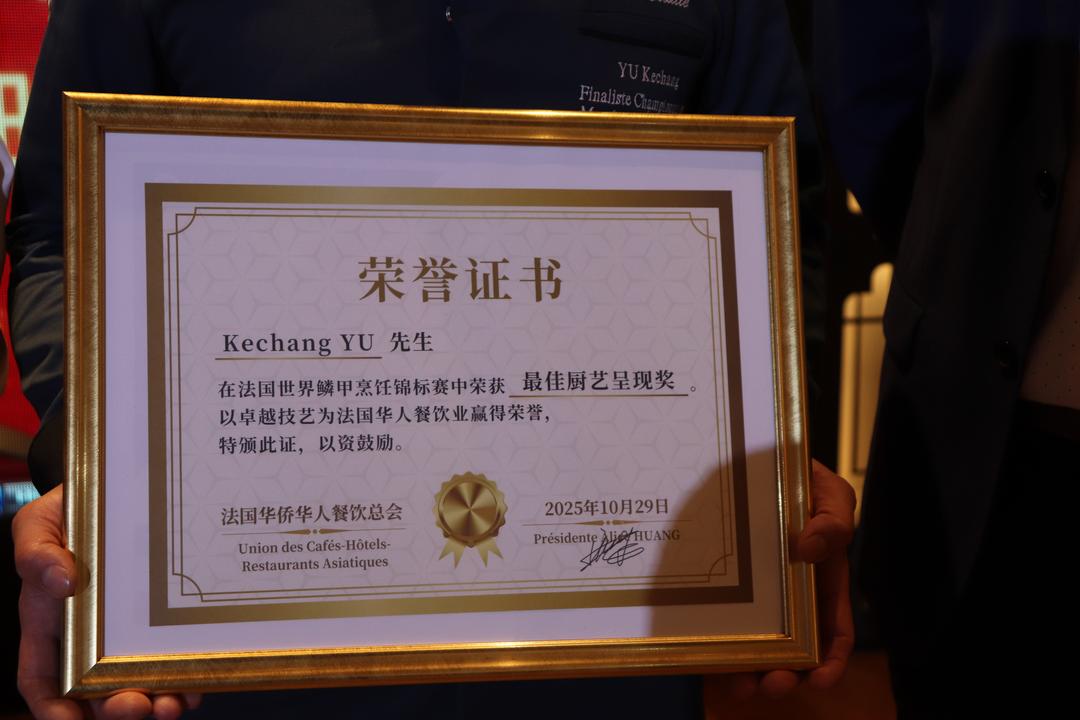 YU Kechang
Finaliste
荣誉证书
Kechang YU 先生
在法国世界鳞甲烹饪锦标赛中荣获 最佳厨艺呈现奖 。
以卓越技艺为法国华人餐饮业赢得荣誉，
特颁此证，以资鼓励。
法国华侨华人餐饮总会
Union des Cafés-Hôtels-
Restaurants Asiatiques
2025年10月29日
Présidente HUANG